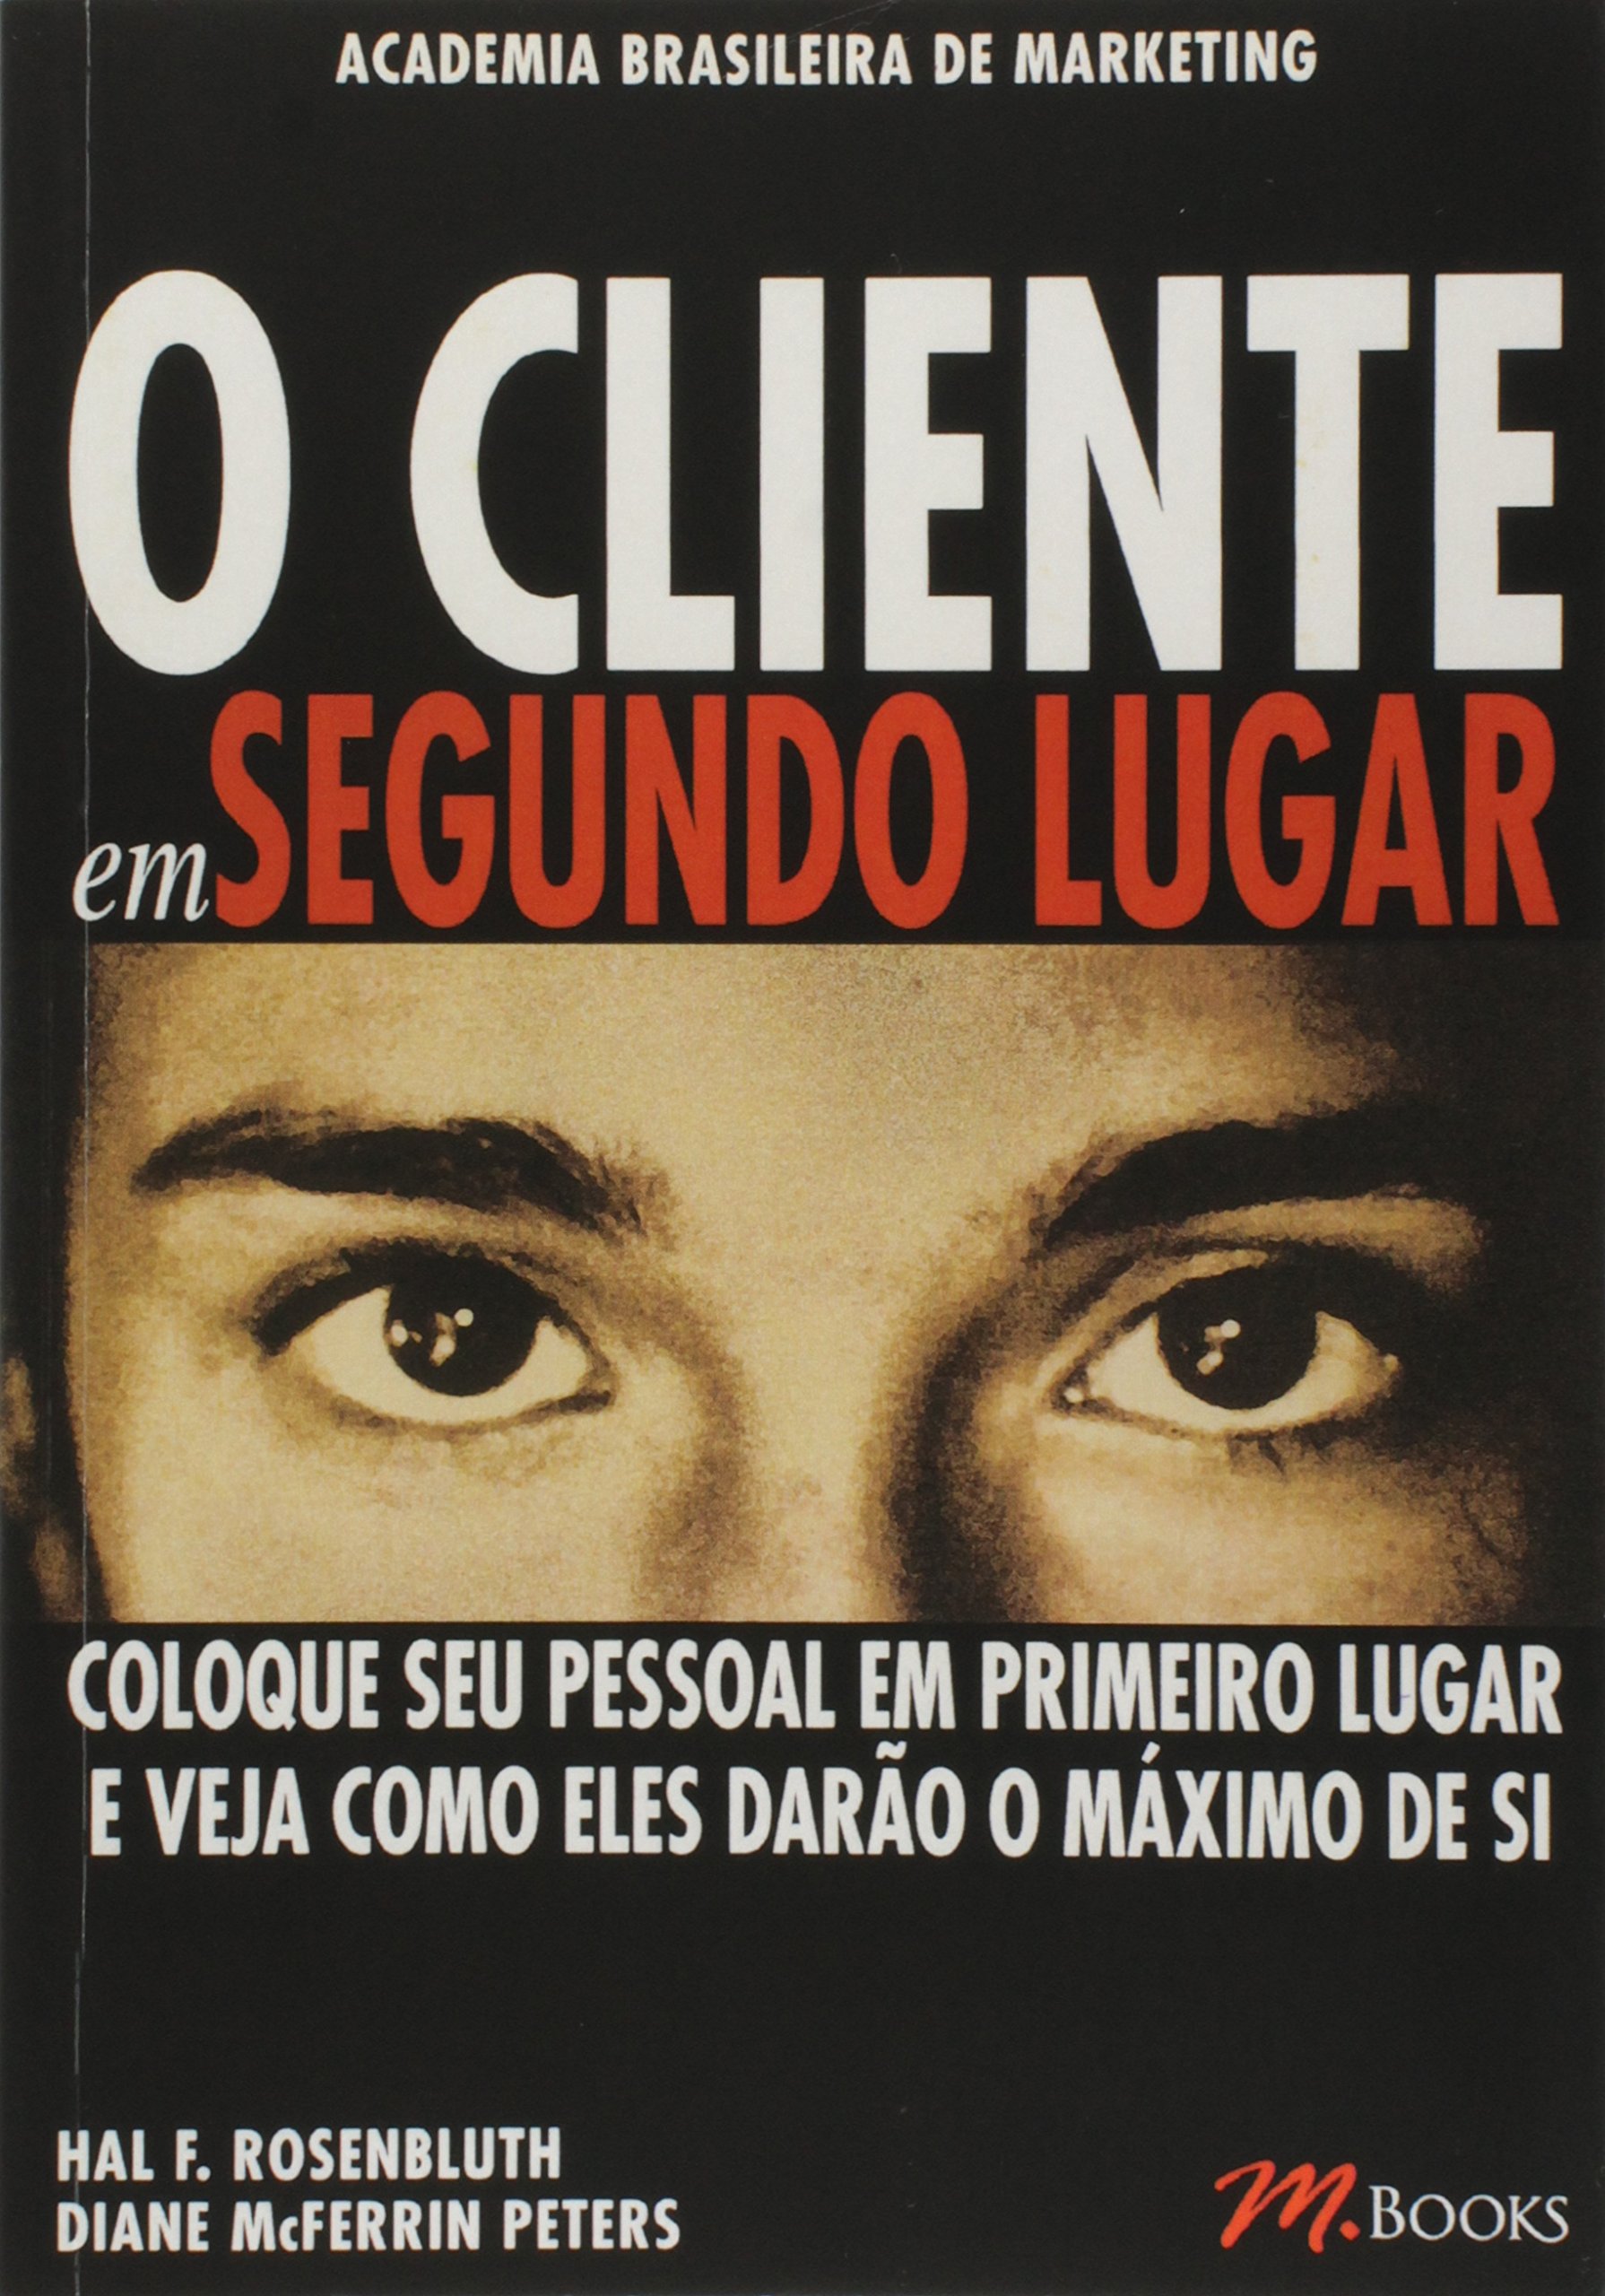 ACADEMIA BRASILEIRA DE MARKETING
O CLIENTE
em SEGUNDO LUGAR
COLOQUE SEU PESSOAL EM PRIMEIRO LUGAR
E VEJA COMO ELES DARÃO O MÁXIMO DE SI
HAL F. ROSENBLUTH
DIANE McFERRIN PETERS
M. BOOKS